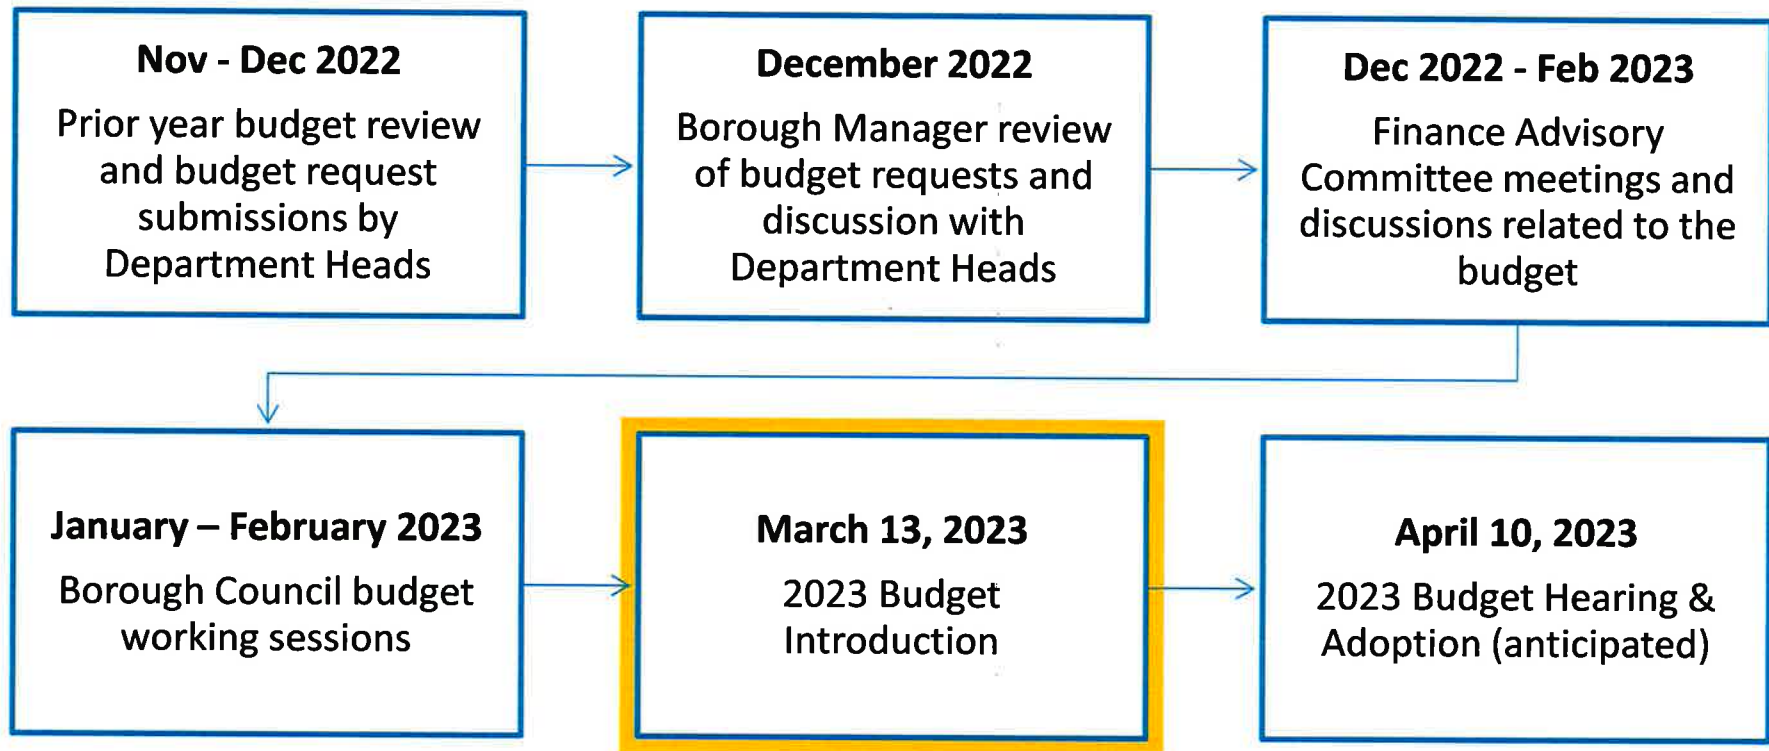 Nov - Dec 2022
Prior year budget review
and budget request
submissions by
Department Heads
December 2022
Borough Manager review
of budget requests and
discussion with
Department Heads
Dec 2022 - Feb 2023
Finance Advisory
Committee meetings and
discussions related to the
budget
January – February 2023
Borough Council budget
working sessions
March 13, 2023
2023 Budget
Introduction
April 10, 2023
2023 Budget Hearing &
Adoption (anticipated)